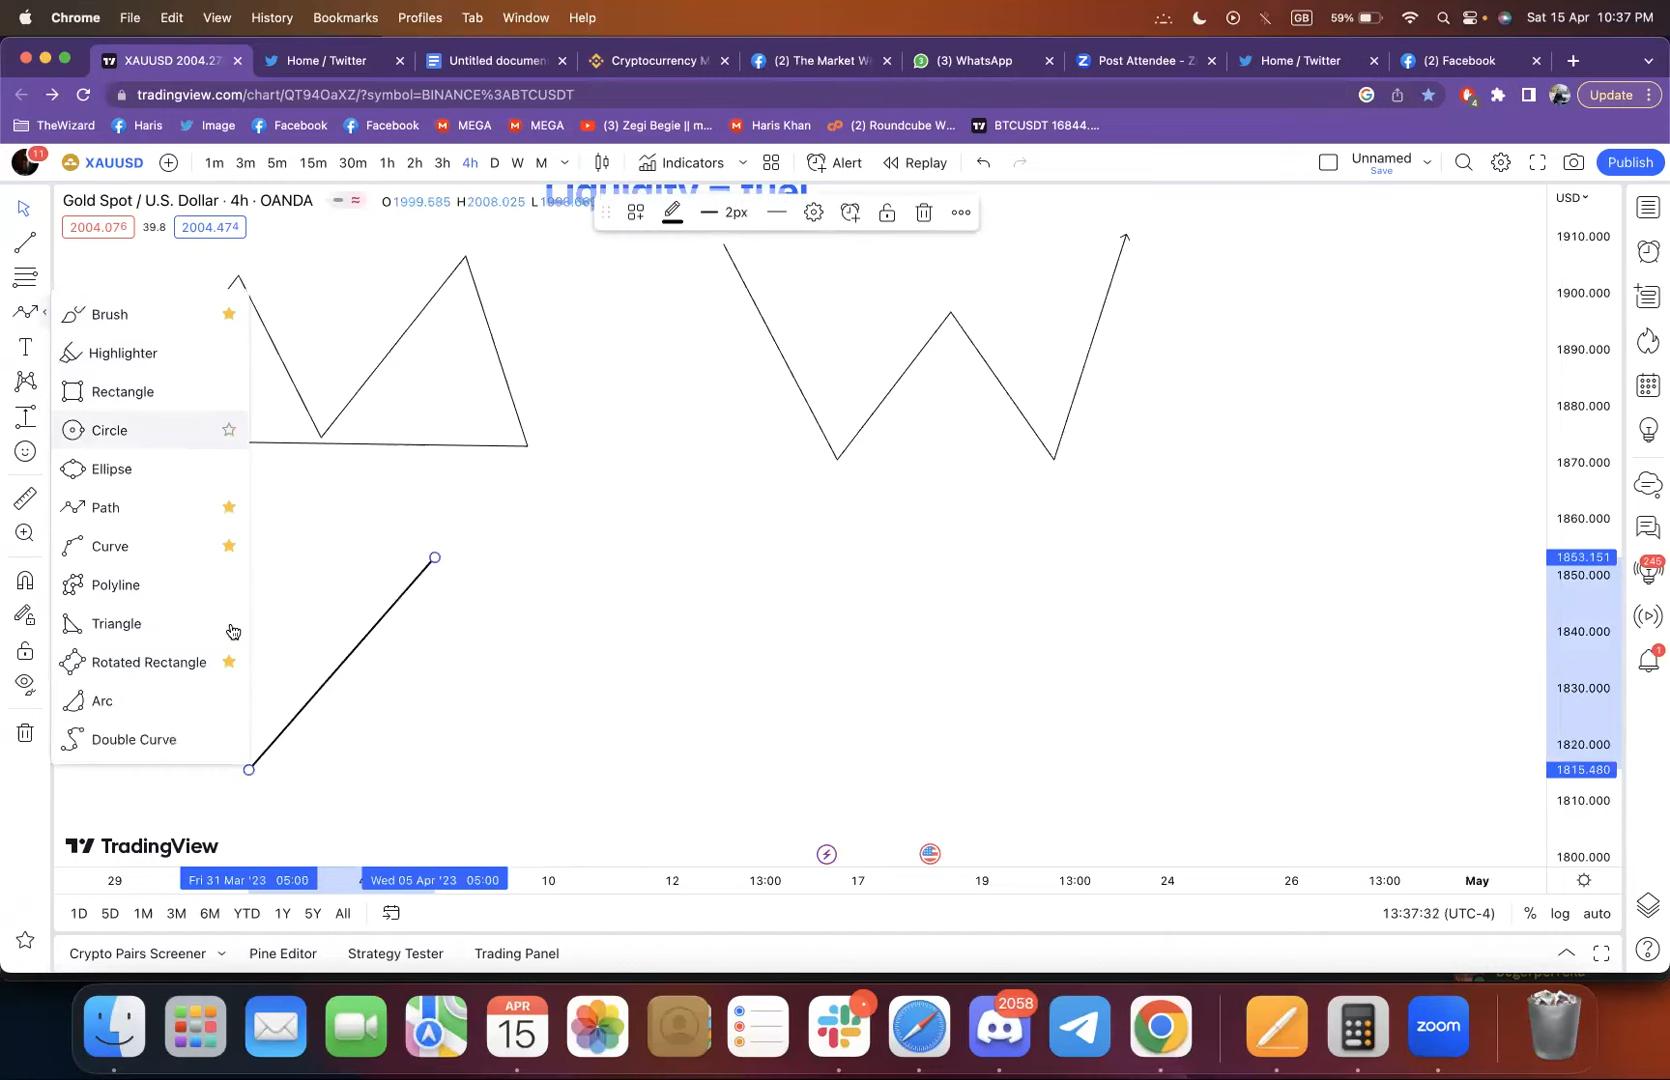 Chrome File Edit View History Bookmarks Profiles Tab Window Help GB 59% Sat 15 Apr 10:37 PM
XAUUSD 2004.27 Home / Twitter Untitled documen Cryptocurrency M (2) The Market W (3) WhatsApp Post Attendee - Z Home / Twitter (2) Facebook
tradingview.com/chart/QT94OaXZ/?symbol=BINANCE%3ABTCUSDT 4 Update
TheWizard Haris Image Facebook Facebook MEGA MEGA (3) Zegi Begie || m... Haris Khan (2) Roundcube W... BTCUSDT 16844....
11 XAUUSD 1m 3m 5m 15m 30m 1h 2h 3h 4h D W M Indicators Alert Replay Unnamed Save Publish
Liquidity = fuel
Gold Spot / U.S. Dollar · 4h · OANDA O1999.585 H2008.025 USD
2px
2004.076 39.8 2004.474
1910.000
1900.000
1890.000
1880.000
1870.000
1860.000
1853.151
1850.000
1840.000
1830.000
1820.000
1815.480
1810.000
1800.000
Brush
Highlighter
Rectangle
Circle
Ellipse
Path
Curve
Polyline
Triangle
Rotated Rectangle
Arc
Double Curve
245
1
TradingView
29 Fri 31 Mar '23 05:00 Wed 05 Apr '23 05:00 10 12 13:00 17 19 13:00 24 26 13:00 May
1D 5D 1M 3M 6M YTD 1Y 5Y All 13:37:32 (UTC-4) % log auto
Crypto Pairs Screener Pine Editor Strategy Tester Trading Panel
APR
15
2058
zoom